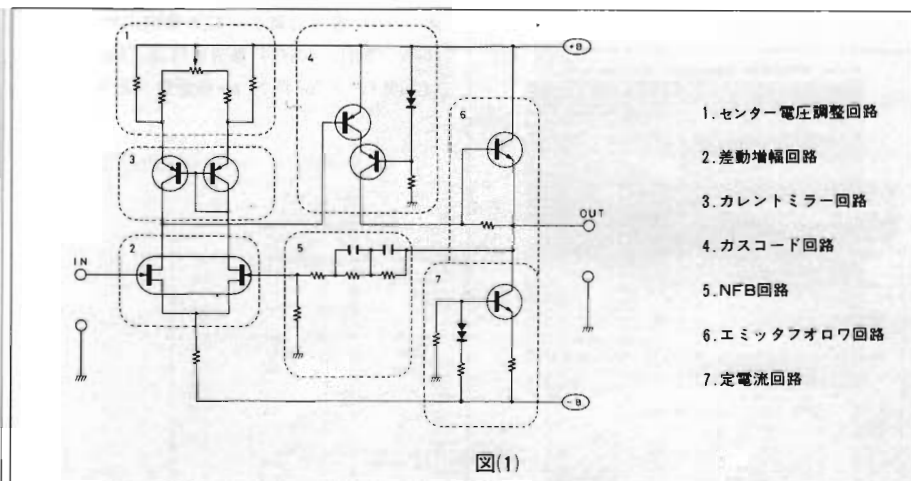 1
4
+B
6
3
OUT
2
5
IN
7
-B
1.センター電圧調整回路
2.差動増幅回路
3.カレントミラー回路
4.カスコード回路
5.NFB回路
6.エミッタフオロワ回路
7.定電流回路
図(1)